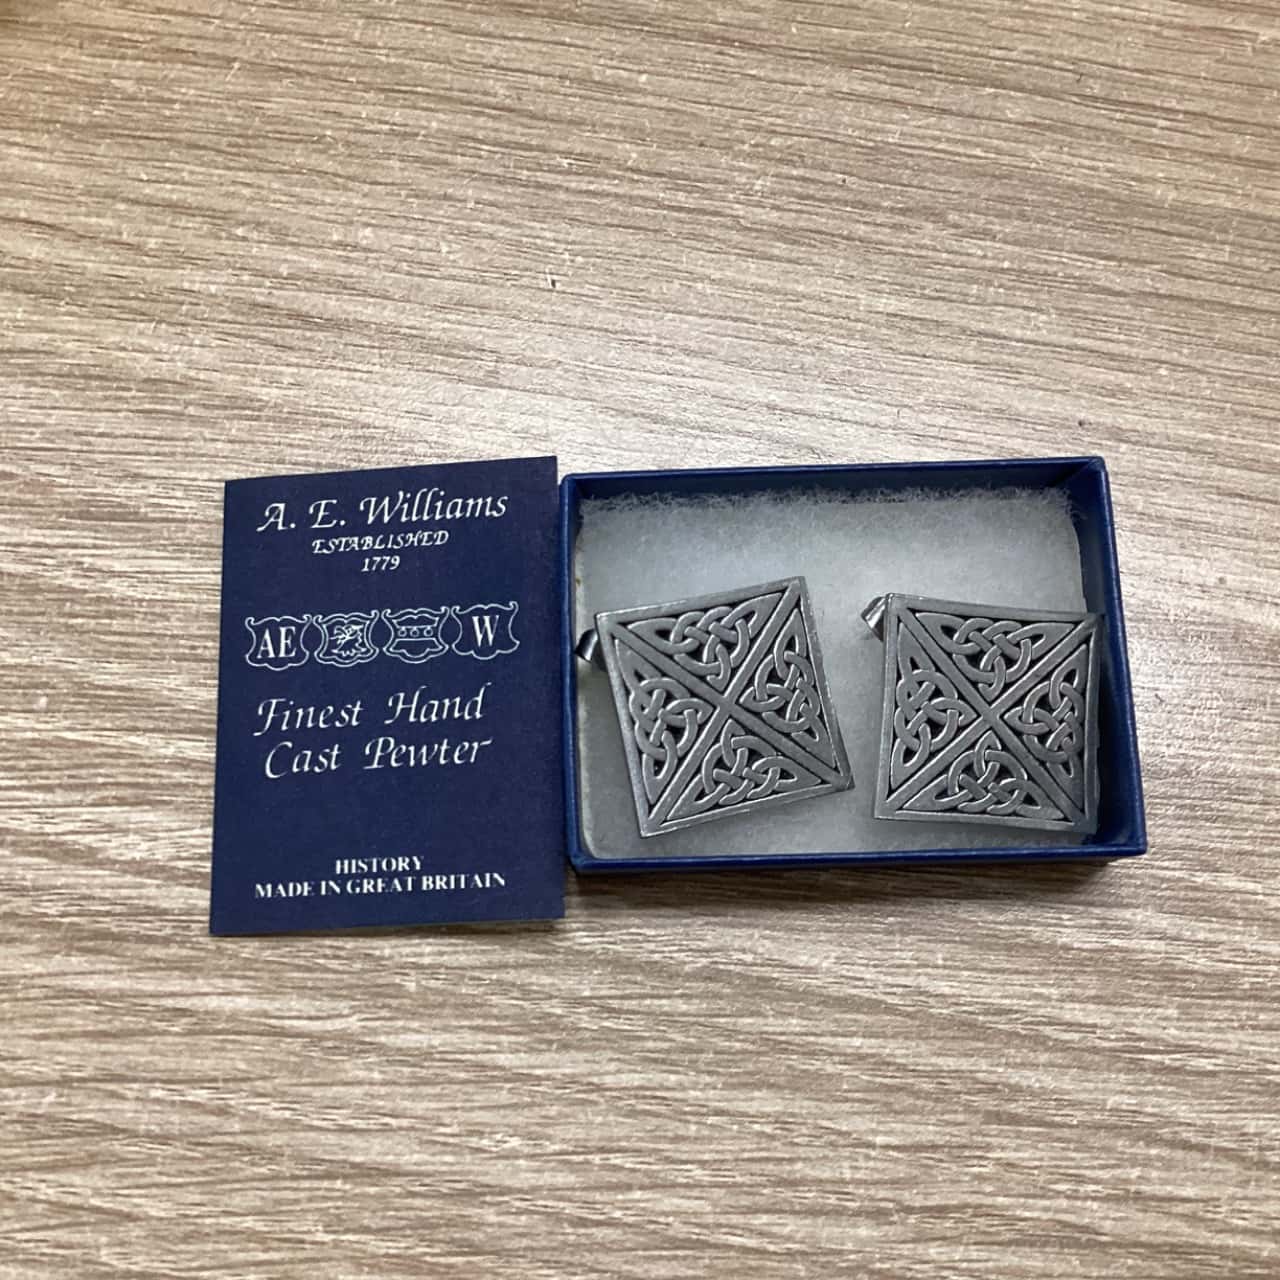 A. E. Williams
ESTABLISHED
1779
AE W
Finest Hand
Cast Pewter
HISTORY
MADE IN GREAT BRITAIN